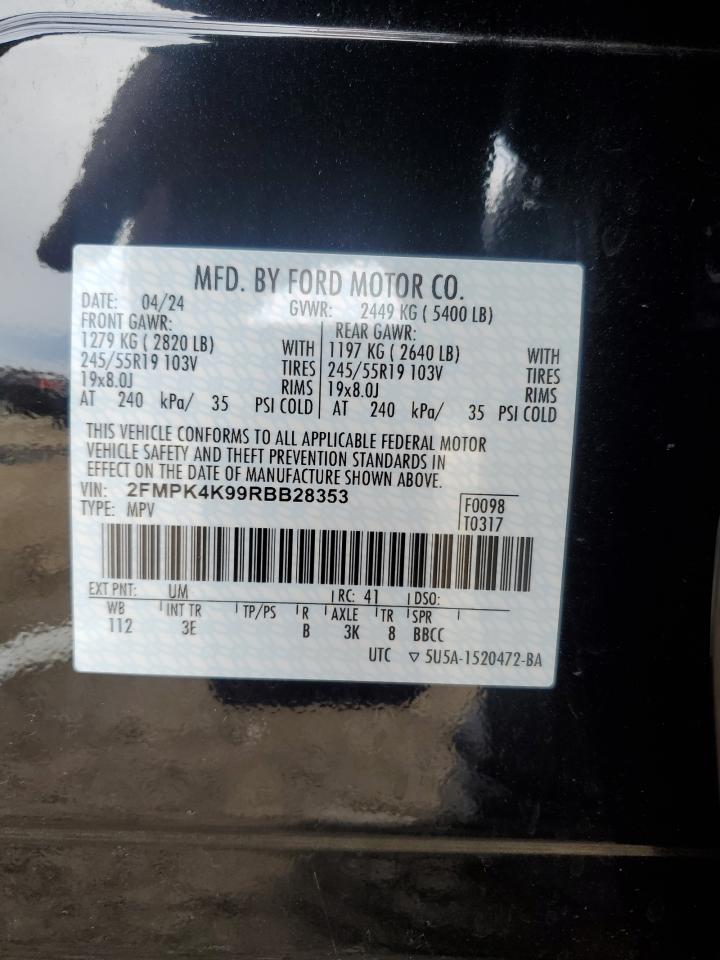 MFD. BY FORD MOTOR CO.
DATE: 04/24 GVWR: 2449 KG ( 5400 LB)
FRONT GAWR: REAR GAWR:
1279 KG ( 2820 LB) WITH 1197 KG ( 2640 LB) WITH
245/55R19 103V TIRES 245/55R19 103V TIRES
19x8.0J RIMS 19x8.0J RIMS
AT 240 kPa/ 35 PSI COLD AT 240 kPa/ 35 PSI COLD
THIS VEHICLE CONFORMS TO ALL APPLICABLE FEDERAL MOTOR
VEHICLE SAFETY AND THEFT PREVENTION STANDARDS IN
EFFECT ON THE DATE OF MANUFACTURE SHOWN ABOVE.
VIN: 2FMPK4K99RBB28353 F0098
TYPE: MPV T0317
EXT PNT: UM RC: 41 DSO:
WB INT TR TP/PS R AXLE TR SPR
112 3E B 3K 8 BBCC
UTC ▽ 5U5A-1520472-BA